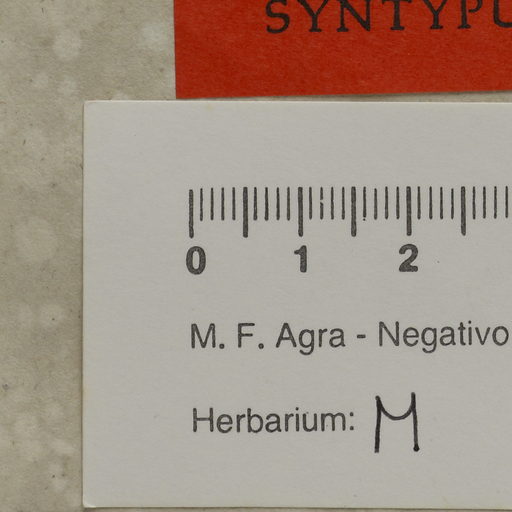 SYNTYPU
0 1 2
M. F. Agra - Negativo
Herbarium: M